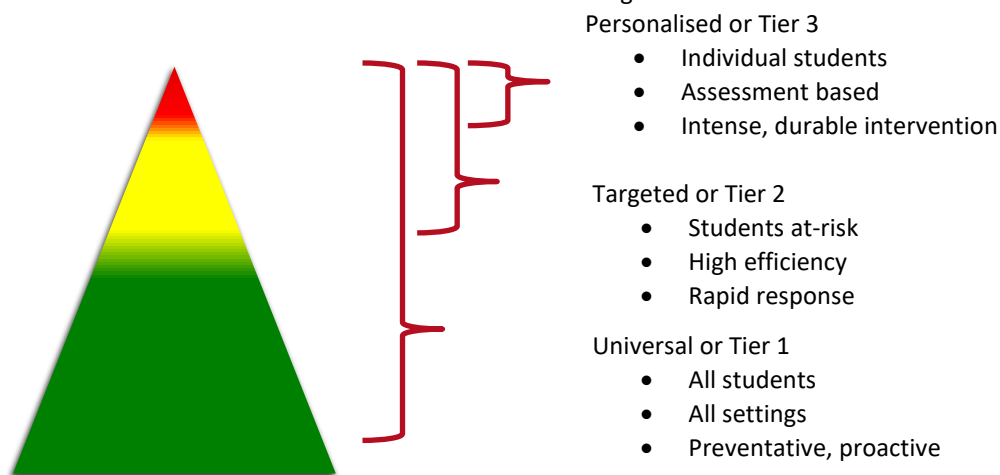 Personalised or Tier 3
• Individual students
• Assessment based
• Intense, durable intervention
Targeted or Tier 2
• Students at-risk
• High efficiency
• Rapid response
Universal or Tier 1
• All students
• All settings
• Preventative, proactive